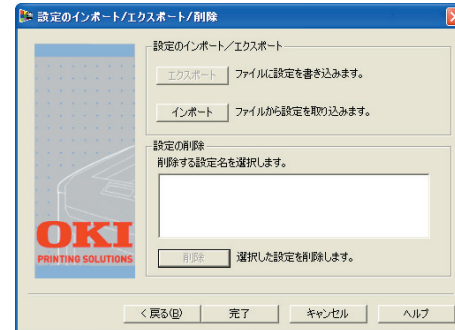 設定のインポート/エクスポート/削除
設定のインポート/エクスポート
エクスポート ファイルに設定を書き込みます。
インポート ファイルから設定を取り込みます。
設定の削除
削除する設定名を選択します。
OKI
PRINTING SOLUTIONS
削除 選択した設定を削除します。
< 戻る(B) 完了 キャンセル ヘルプ